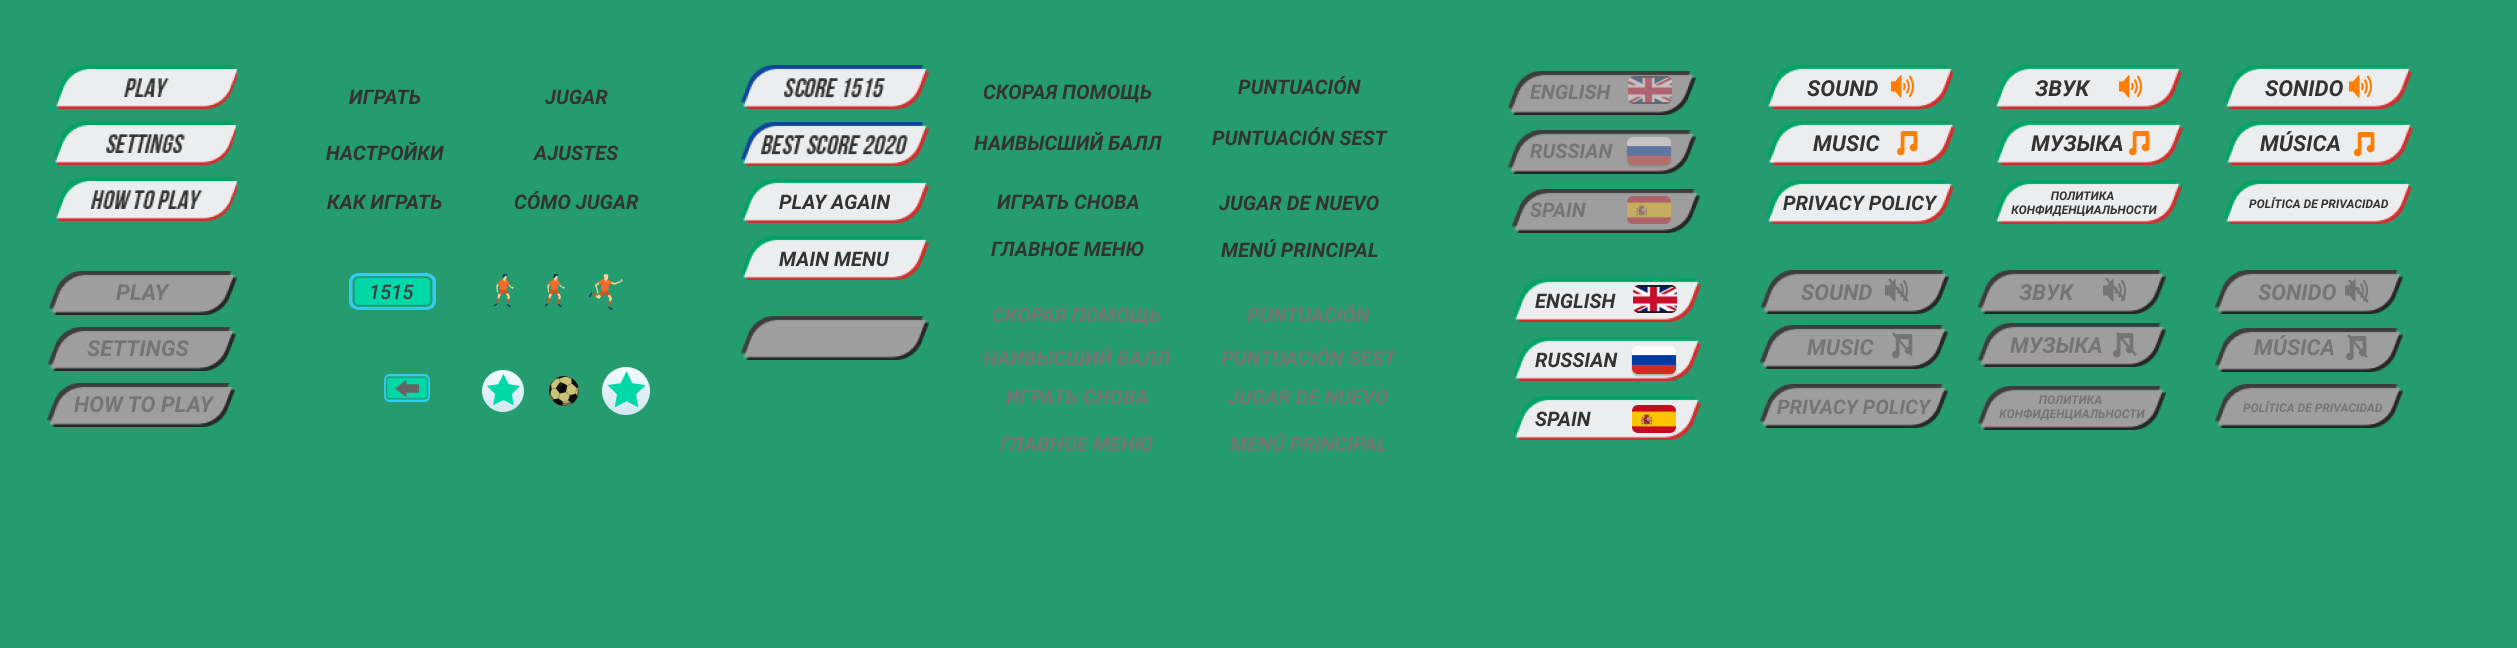 PLAY
SETTINGS
HOW TO PLAY
PLAY
SETTINGS
HOW TO PLAY
ИГРАТЬ
НАСТРОЙКИ
КАК ИГРАТЬ
JUGAR
AJUSTES
CÓMO JUGAR
1515
SCORE 1515
BEST SCORE 2020
PLAY AGAIN
MAIN MENU
СКОРАЯ ПОМОЩЬ
НАИВЫСШИЙ БАЛЛ
ИГРАТЬ СНОВА
ГЛАВНОЕ МЕНЮ
PUNTUACIÓN
PUNTUACIÓN SEST
JUGAR DE NUEVO
MENÚ PRINCIPAL
СКОРАЯ ПОМОЩЬ
НАИВЫСШИЙ БАЛЛ
ИГРАТЬ СНОВА
ГЛАВНОЕ МЕНЮ
PUNTUACIÓN
PUNTUACIÓN SEST
JUGAR DE NUEVO
MENÚ PRINCIPAL
ENGLISH
RUSSIAN
SPAIN
ENGLISH
RUSSIAN
SPAIN
SOUND
MUSIC
PRIVACY POLICY
SOUND
MUSIC
PRIVACY POLICY
ЗВУК
МУЗЫКА
ПОЛИТИКА
КОНФИДЕНЦИАЛЬНОСТИ
ЗВУК
МУЗЫКА
ПОЛИТИКА
КОНФИДЕНЦИАЛЬНОСТИ
SONIDO
MÚSICA
POLÍTICA DE PRIVACIDAD
SONIDO
MÚSICA
POLÍTICA DE PRIVACIDAD